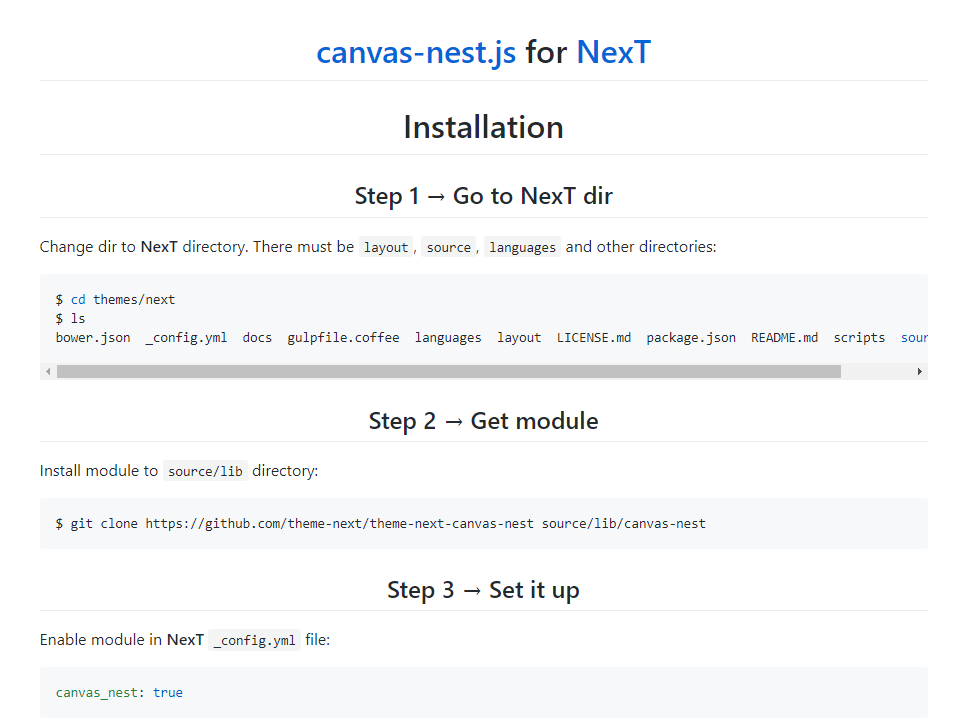 canvas-nest.js for NexT
Installation
Step 1 → Go to NexT dir
Change dir to NexT directory. There must be layout, source, languages and other directories:
$ cd themes/next
$ ls
bower.json  _config.yml  docs  gulpfile.coffee  languages  layout  LICENSE.md  package.json  README.md  scripts  sour
Step 2 → Get module
Install module to source/lib directory:
$ git clone https://github.com/theme-next/theme-next-canvas-nest source/lib/canvas-nest
Step 3 → Set it up
Enable module in NexT _config.yml file:
canvas_nest: true